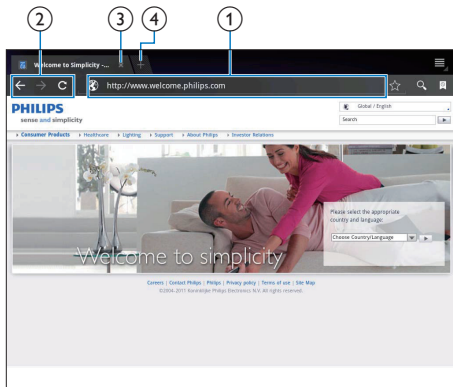 2 3 4 1
Welcome to Simplicity -...
http://www.welcome.philips.com
PHILIPS
sense and simplicity
Global / English
Search
Consumer Products Healthcare Lighting Support About Philips Investor Relations
Please select the appropriate
country and language:
Choose Country/Language
Welcome to simplicity
Careers | Contact Philips | Philips | Privacy policy | Terms of use | Site Map
©2004-2011 Koninklijke Philips Electronics N.V. All rights reserved.